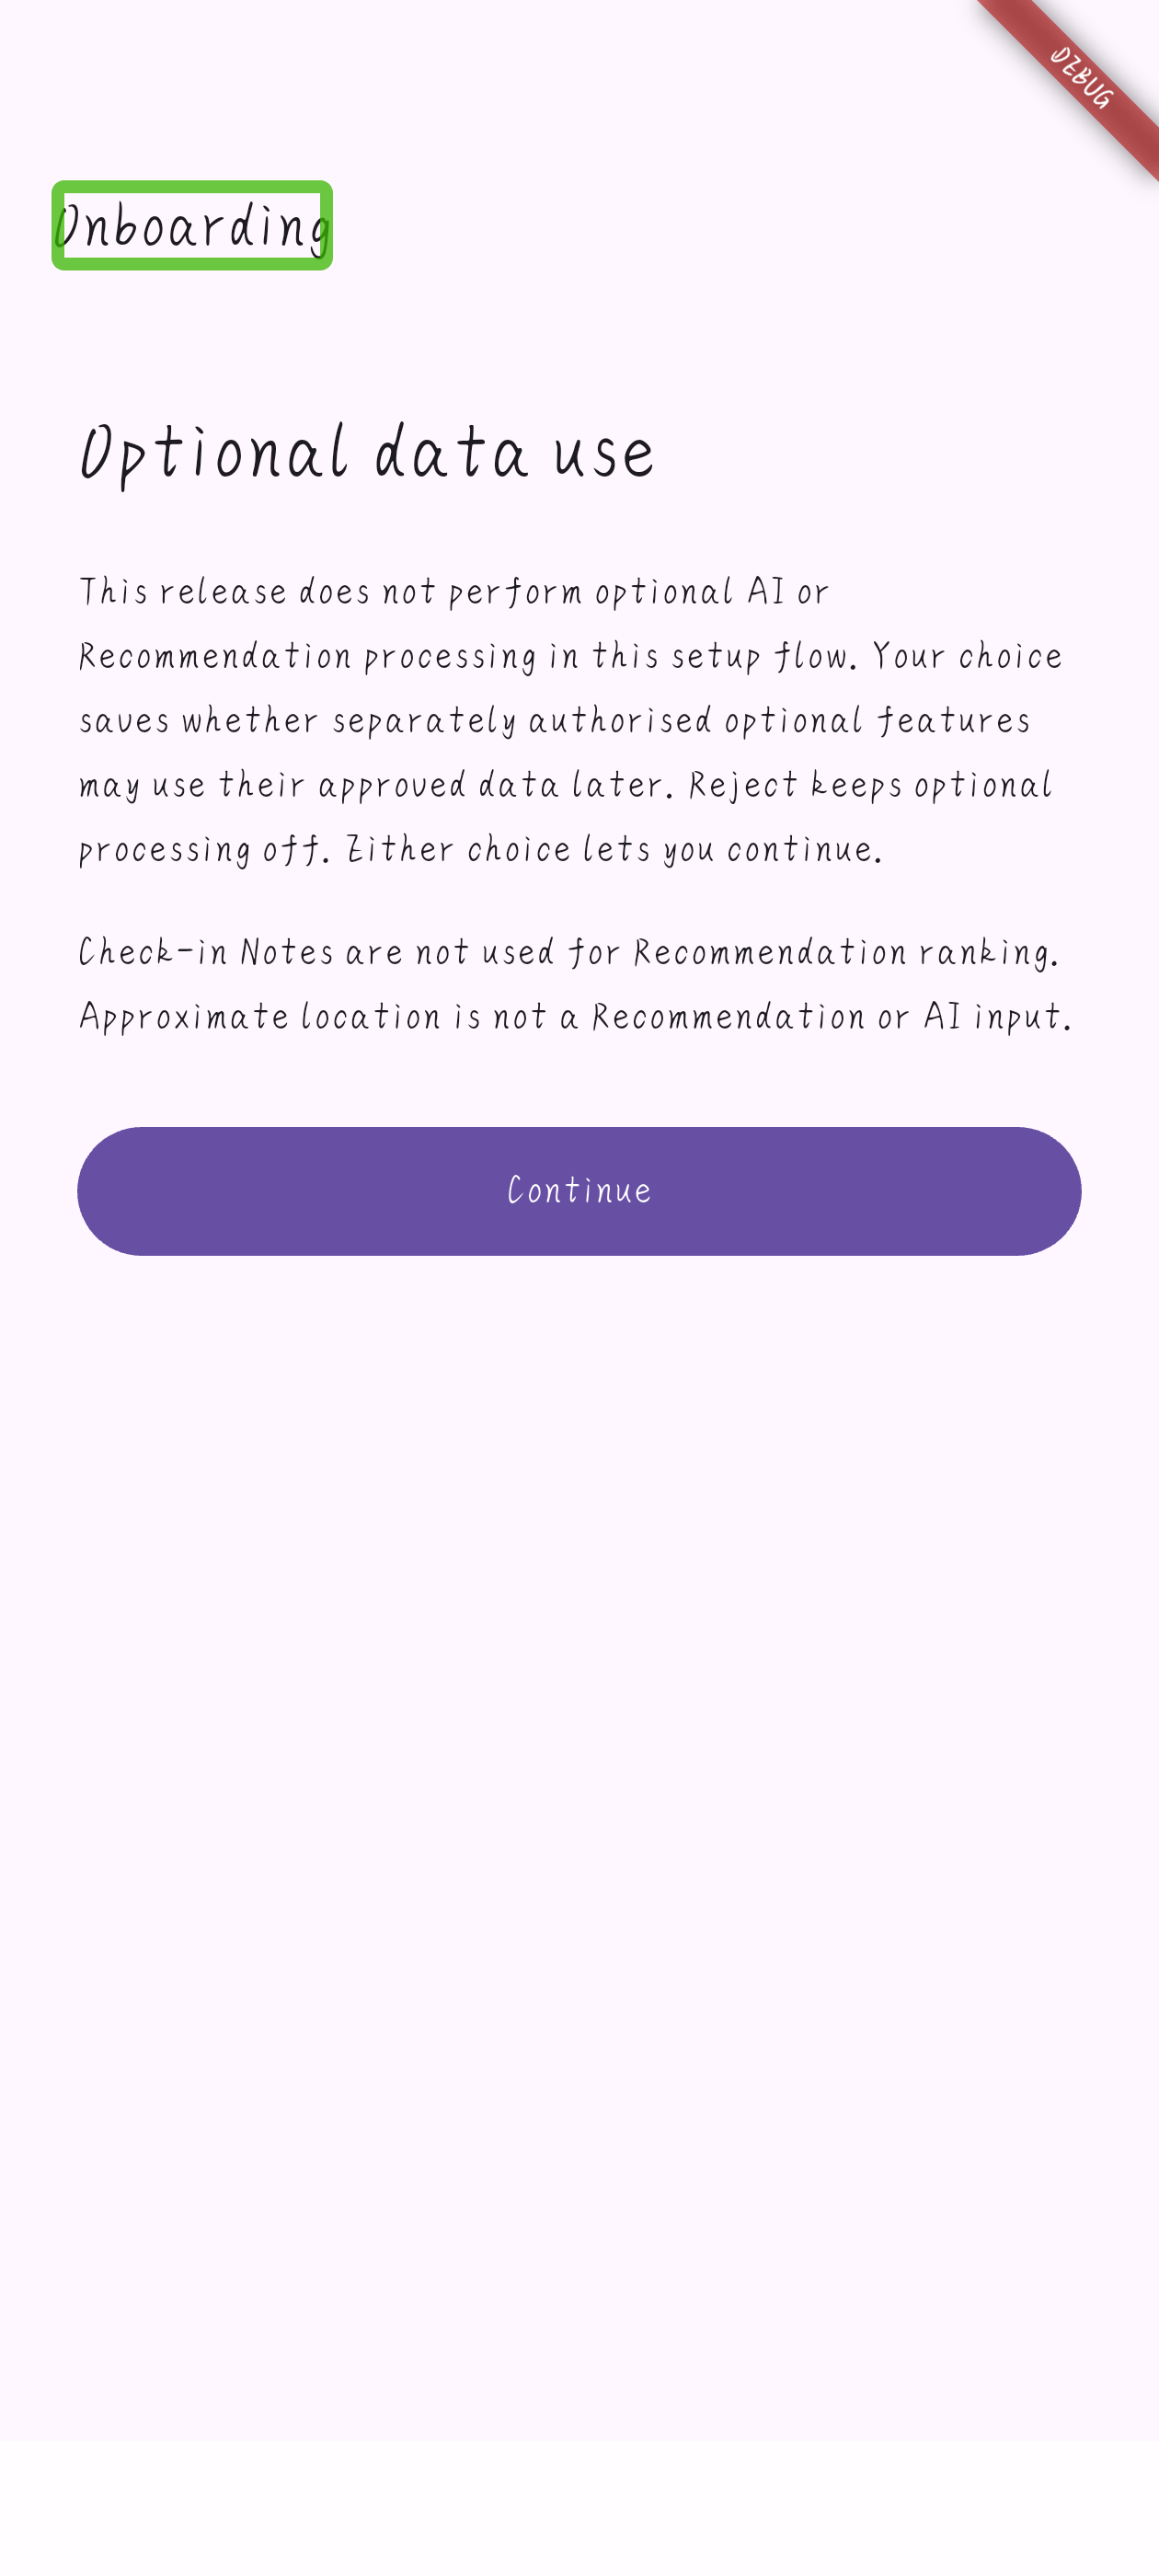 DEBUG
Onboarding
Optional data use
This release does not perform optional AI or
Recommendation processing in this setup flow. Your choice
saves whether separately authorised optional features
may use their approved data later. Reject keeps optional
processing off. Either choice lets you continue.
Check-in Notes are not used for Recommendation ranking.
Approximate location is not a Recommendation or AI input.
Continue